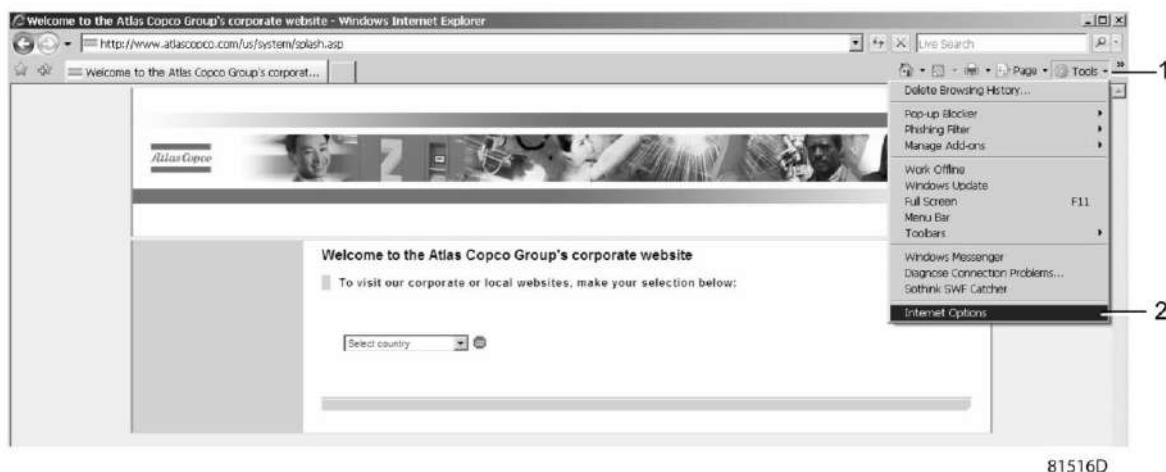 Welcome to the Atlas Copco Group's corporate website - Windows Internet Explorer
http://www.atlascopco.com/us/system/splash.asp
Live Search
Welcome to the Atlas Copco Group's corporat...
Page
Tools
1
Delete Browsing History...
Pop-up Blocker
Phishing Filter
Manage Add-ons
Work Offline
Windows Update
Full Screen F11
Menu Bar
Toolbars
Windows Messenger
Diagnose Connection Problems...
Sothink SWF Catcher
Internet Options
2
Atlas Copco
Welcome to the Atlas Copco Group's corporate website
To visit our corporate or local websites, make your selection below:
Select country
81516D